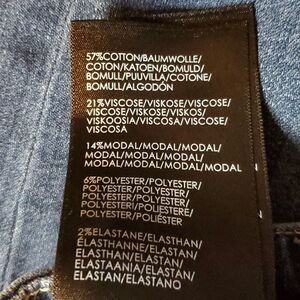 57%COTTON/BAUMWOLLE/
COTON/KATOEN/BOMULD/
BOMULL/PUUVILLA/COTONE/
BOMULL/ALGODÓN
21%VISCOSE/VISKOSE/VISCOSE/
VISCOSE/VISKOSE/VISKOS/
VISKOOSIA/VISCOSA/VISCOSE/
VISCOSA
14%MODAL/MODAL/MODAL/
MODAL/MODAL/MODAL/
MODAL/MODAL/MODAL/MODAL
6%POLYESTER/POLYESTER/
POLYESTER/POLYESTER/
POLYESTER/POLYESTER/
POLYESTERI/POLIESTERE/
POLYESTER/POLIÉSTER
2%ELASTANE/ELASTHAN/
ÉLASTHANNE/ELASTAN/
ELASTHAN/ELASTAN/
ELASTAANIA/ELASTAN/
ELASTAN/ELASTANO